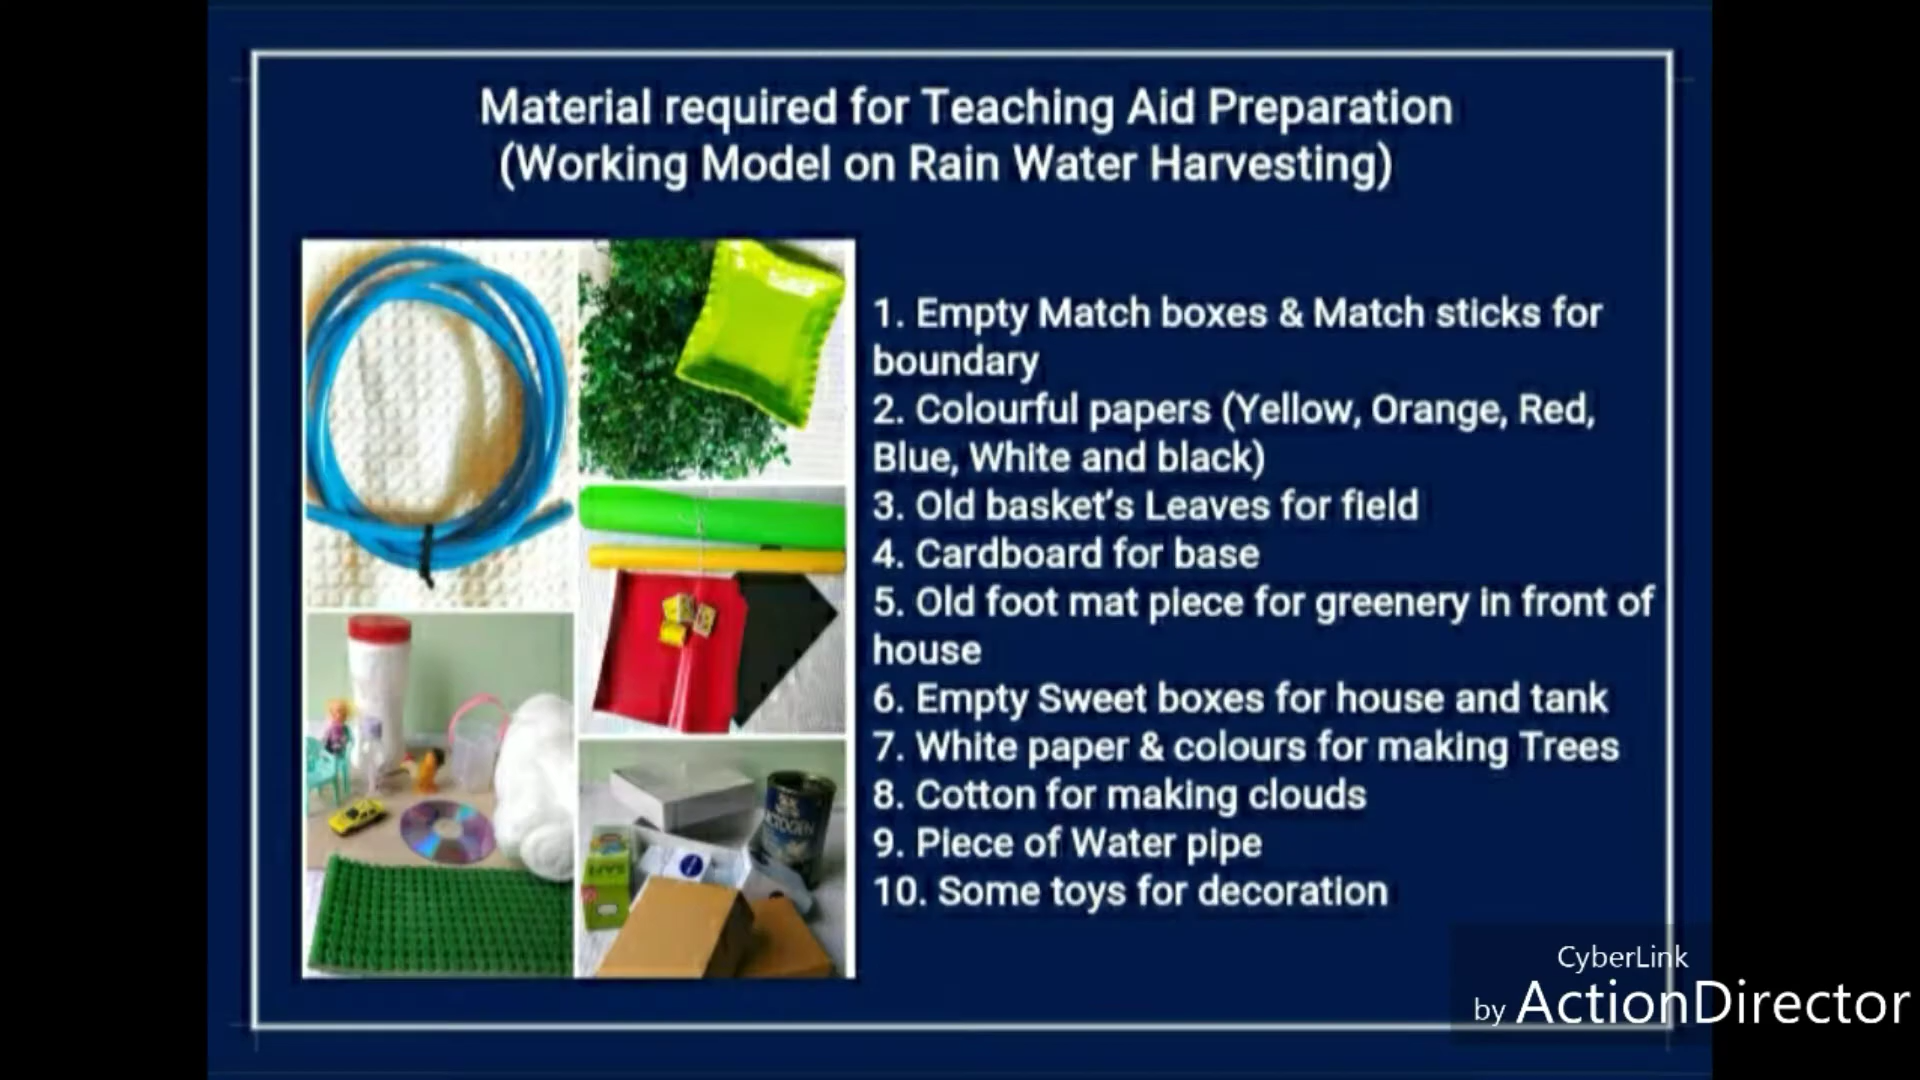 Material required for Teaching Aid Preparation
(Working Model on Rain Water Harvesting)
1. Empty Match boxes & Match sticks for
boundary
2. Colourful papers (Yellow, Orange, Red,
Blue, White and black)
3. Old basket's Leaves for field
4. Cardboard for base
5. Old foot mat piece for greenery in front of
house
6. Empty Sweet boxes for house and tank
7. White paper & colours for making Trees
8. Cotton for making clouds
9. Piece of Water pipe
10. Some toys for decoration
CyberLink
by ActionDirector